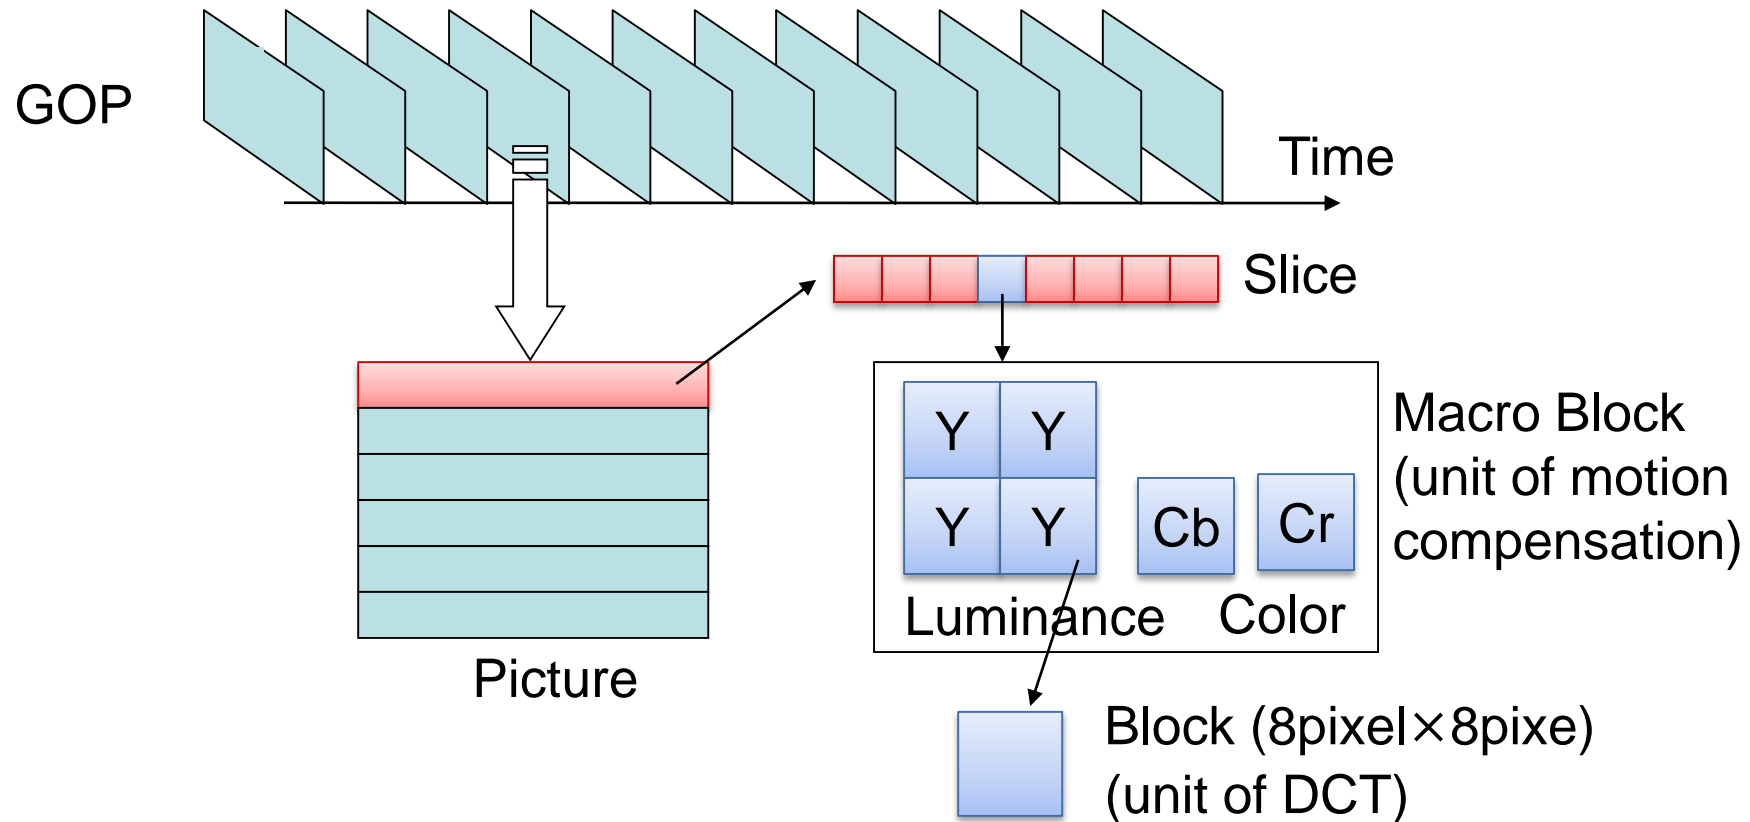 GOP
Time
Slice
Y Y
Y Y
Cb
Cr
Luminance
Color
Macro Block
(unit of motion
compensation)
Picture
Block (8pixel×8pixe)
(unit of DCT)